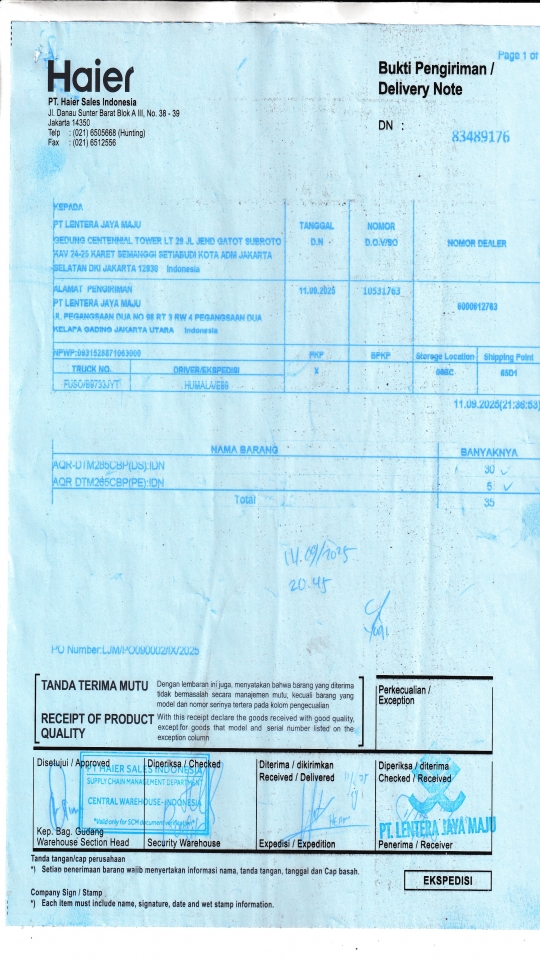 Page 1 of
Haier
Bukti Pengiriman /
Delivery Note
PT. Haier Sales Indonesia
Jl. Danau Sunter Barat Blok A III, No. 38 - 39
Jakarta 14350
Telp : (021) 6505668 (Hunting)
Fax : (021) 6512556
DN :
83489176
KEPADA
PT LENTERA JAYA MAJU
GEDUNG CENTENNIAL TOWER LT 29 JL JEND GATOT SUBROTO
KAV 24-25 KARET SEMANGGI SETIABUDI KOTA ADM JAKARTA
SELATAN DKI JAKARTA 12930 Indonesia
TANGGAL
D.N
NOMOR
D.O.V/SO
NOMOR DEALER
ALAMAT PENGIRIMAN
PT LENTERA JAYA MAJU
JL PEGANGSAAN DUA NO 98 RT 3 RW 4 PEGANGSAAN DUA
KELAPA GADING JAKARTA UTARA Indonesia
11.09.2025
10531763
6000612763
PKP
BPKP
Storage Location
Shipping Point
TRUCK NO.
DRIVER/EKSPEDISI
X
65D1
11.09.2025(21:36:53)
NAMA BARANG
BANYAKNYA
AQR-DTM285CBP(DS):IDN
30
AQR DTM285CBP(PE):IDN
5
Total
35
14.09/2025
20.45
Yogi
PO Number:LJM/PO090002/IX/2025
TANDA TERIMA MUTU
Dengan lembaran ini juga, menyatakan bahwa barang yang diterima
tidak bermasalah secara manajemen mutu, kecuali barang yang
model dan nomor serinya tertera pada kolom pengecualian
RECEIPT OF PRODUCT
QUALITY
With this receipt declare the goods received with good quality,
except for goods that model and serial number listed on the
exception column
Perkecualian /
Exception
Disetujui / Approved
Diperiksa / Checked
Diterima / dikirimkan
Received / Delivered
Diperiksa / diterima
Checked / Received
PT HAIER SALES INDONESIA
SUPPLY CHAIN MANAGEMENT DEPARTMENT
CENTRAL WAREHOUSE-INDONESIA
*Valid only for SCM document verification*)
PT. LENTERA JAYA MAJU
Kep. Bag. Gudang
Warehouse Section Head
Security Warehouse
Expedisi / Expedition
Penerima / Receiver
Tanda tangan/cap perusahaan
*) Setiap penerimaan barang wajib menyertakan informasi nama, tanda tangan, tanggal dan Cap basah.
EKSPEDISI
Company Sign / Stamp
*) Each item must include name, signature, date and wet stamp information.